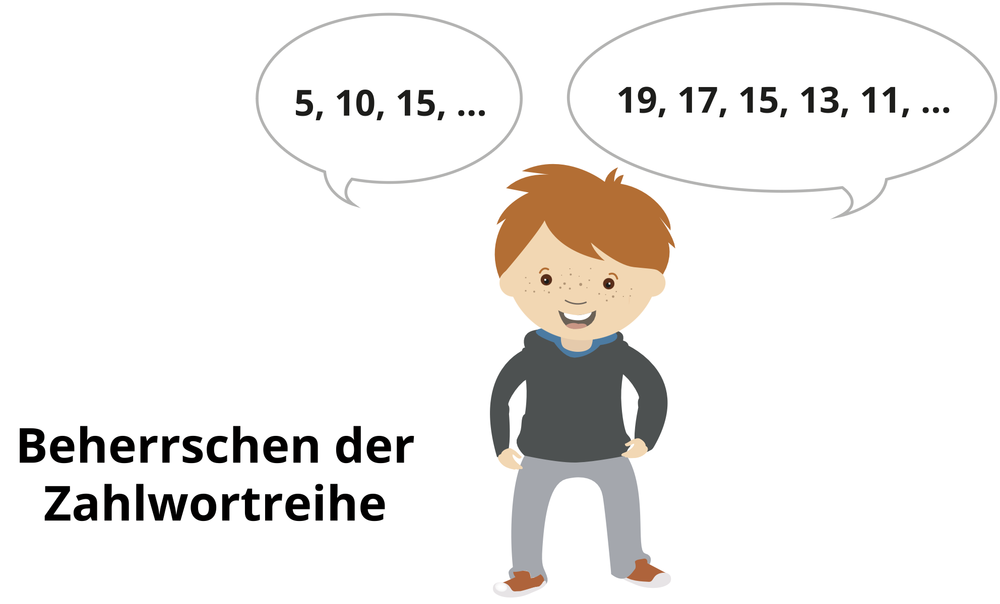 5, 10, 15, ...
19, 17, 15, 13, 11, ...
Beherrschen der
Zahlwortreihe